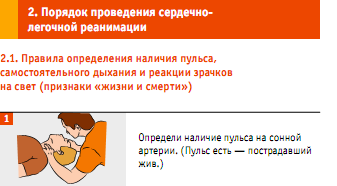 2. Порядок проведения сердечно-
легочной реанимации
2.1. Правила определения наличия пульса,
самостоятельного дыхания и реакции зрачков
на свет (признаки «жизни и смерти»)
1
Определи наличие пульса на сонной
артерии. (Пульс есть — пострадавший
жив.)